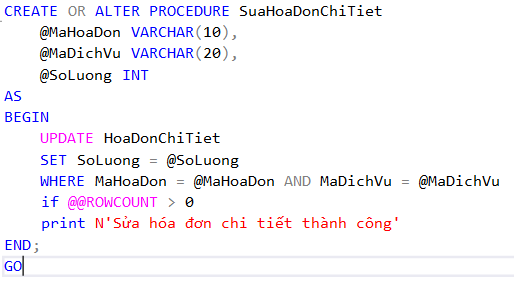 CREATE OR ALTER PROCEDURE SuaHoaDonChiTiet
    @MaHoaDon VARCHAR(10),
    @MaDichVu VARCHAR(20),
    @SoLuong INT
AS
BEGIN
    UPDATE HoaDonChiTiet
    SET SoLuong = @SoLuong
    WHERE MaHoaDon = @MaHoaDon AND MaDichVu = @MaDichVu
    if @@ROWCOUNT > 0
    print N'Sửa hóa đơn chi tiết thành công'
END;
GO